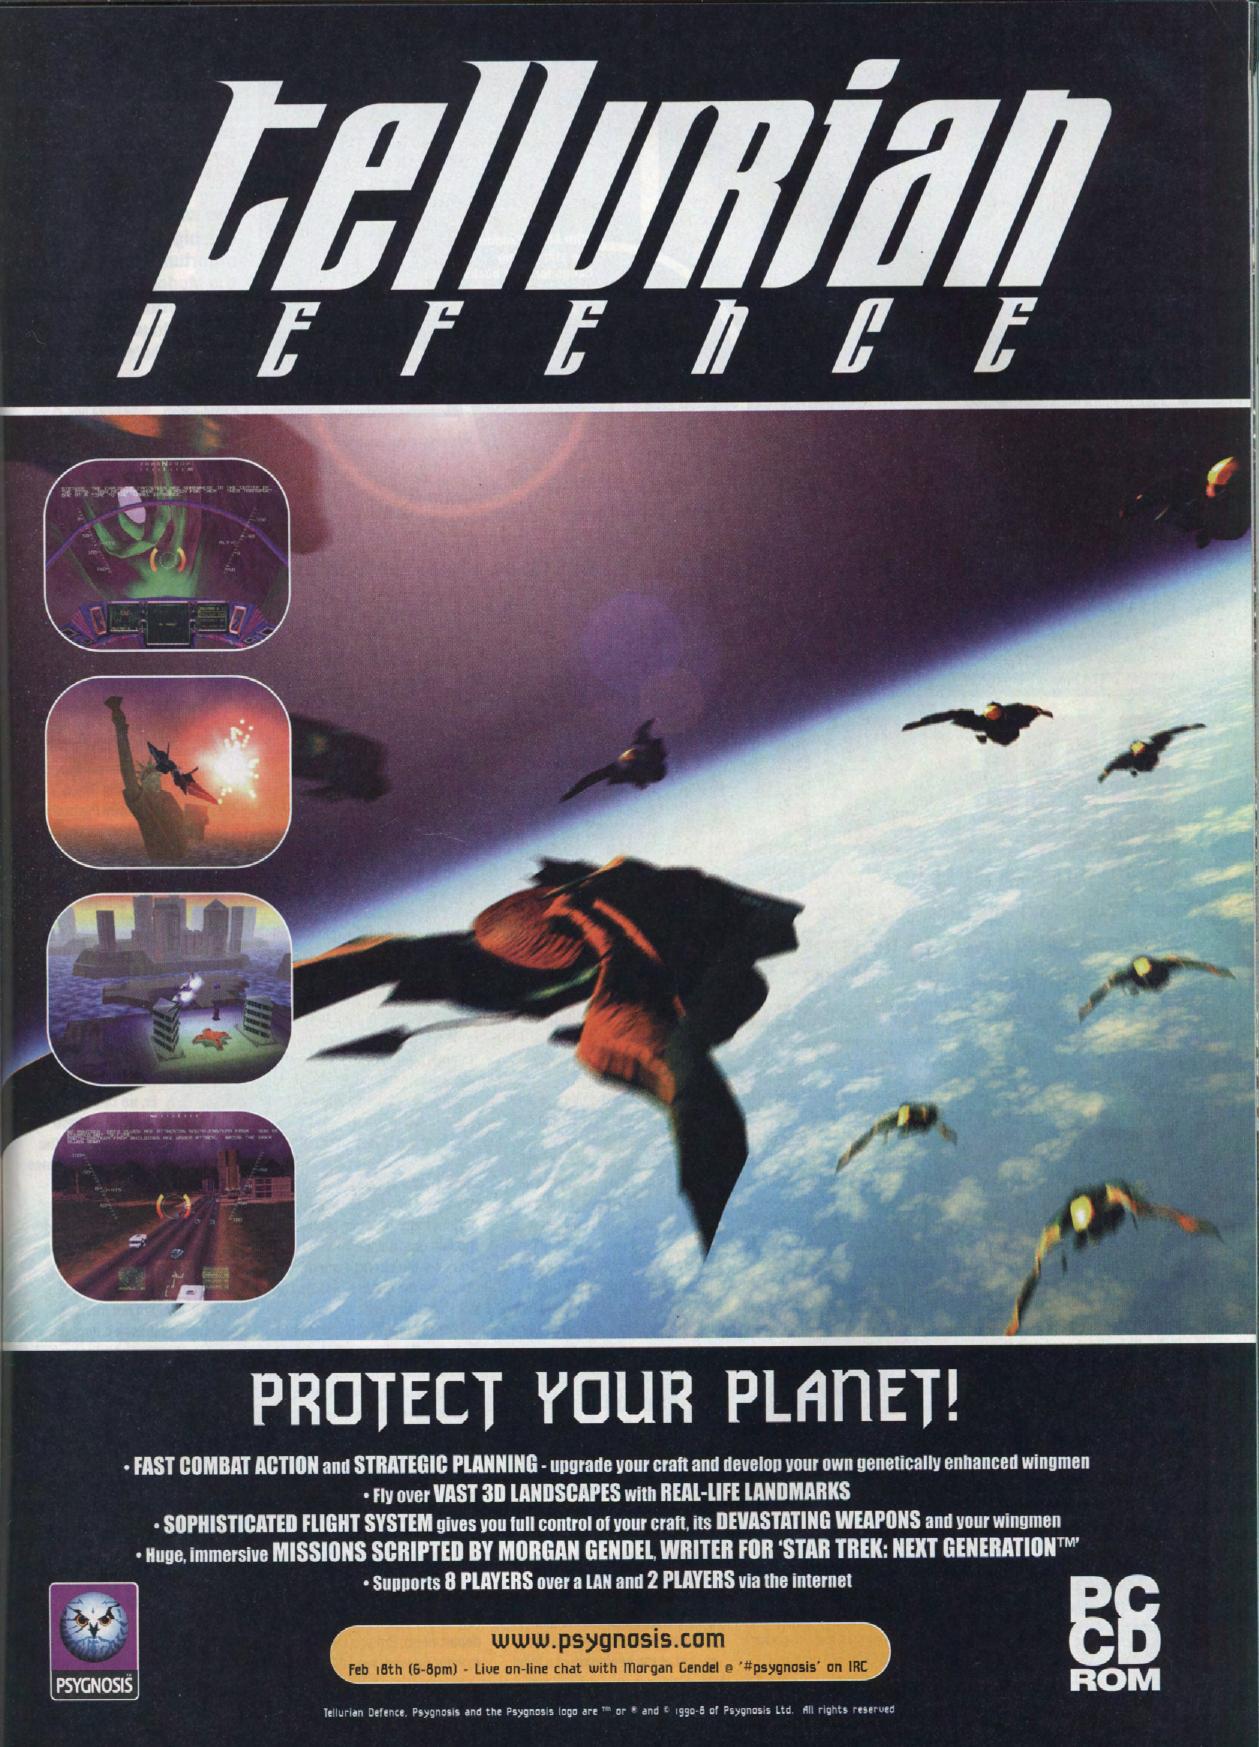 tellurian
DEFENCE
PROTECT YOUR PLANET!
• FAST COMBAT ACTION and STRATEGIC PLANNING - upgrade your craft and develop your own genetically enhanced wingmen
• Fly over VAST 3D LANDSCAPES with REAL-LIFE LANDMARKS
• SOPHISTICATED FLIGHT SYSTEM gives you full control of your craft, its DEVASTATING WEAPONS and your wingmen
• Huge, immersive MISSIONS SCRIPTED BY MORGAN GENDEL, WRITER FOR 'STAR TREK: NEXT GENERATION™'
• Supports 8 PLAYERS over a LAN and 2 PLAYERS via the internet
PSYGNOSIS
www.psygnosis.com
Feb 18th (6-8pm) - Live on-line chat with Morgan Gendel @ '#psygnosis' on IRC
PC
CD
ROM
Tellurian Defence, Psygnosis and the Psygnosis logo are ™ or ® and © 1990-8 of Psygnosis Ltd. All rights reserved